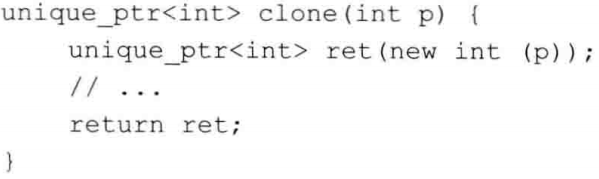 unique_ptr<int> clone(int p) {
    unique_ptr<int> ret(new int (p));
    // ...
    return ret;
}